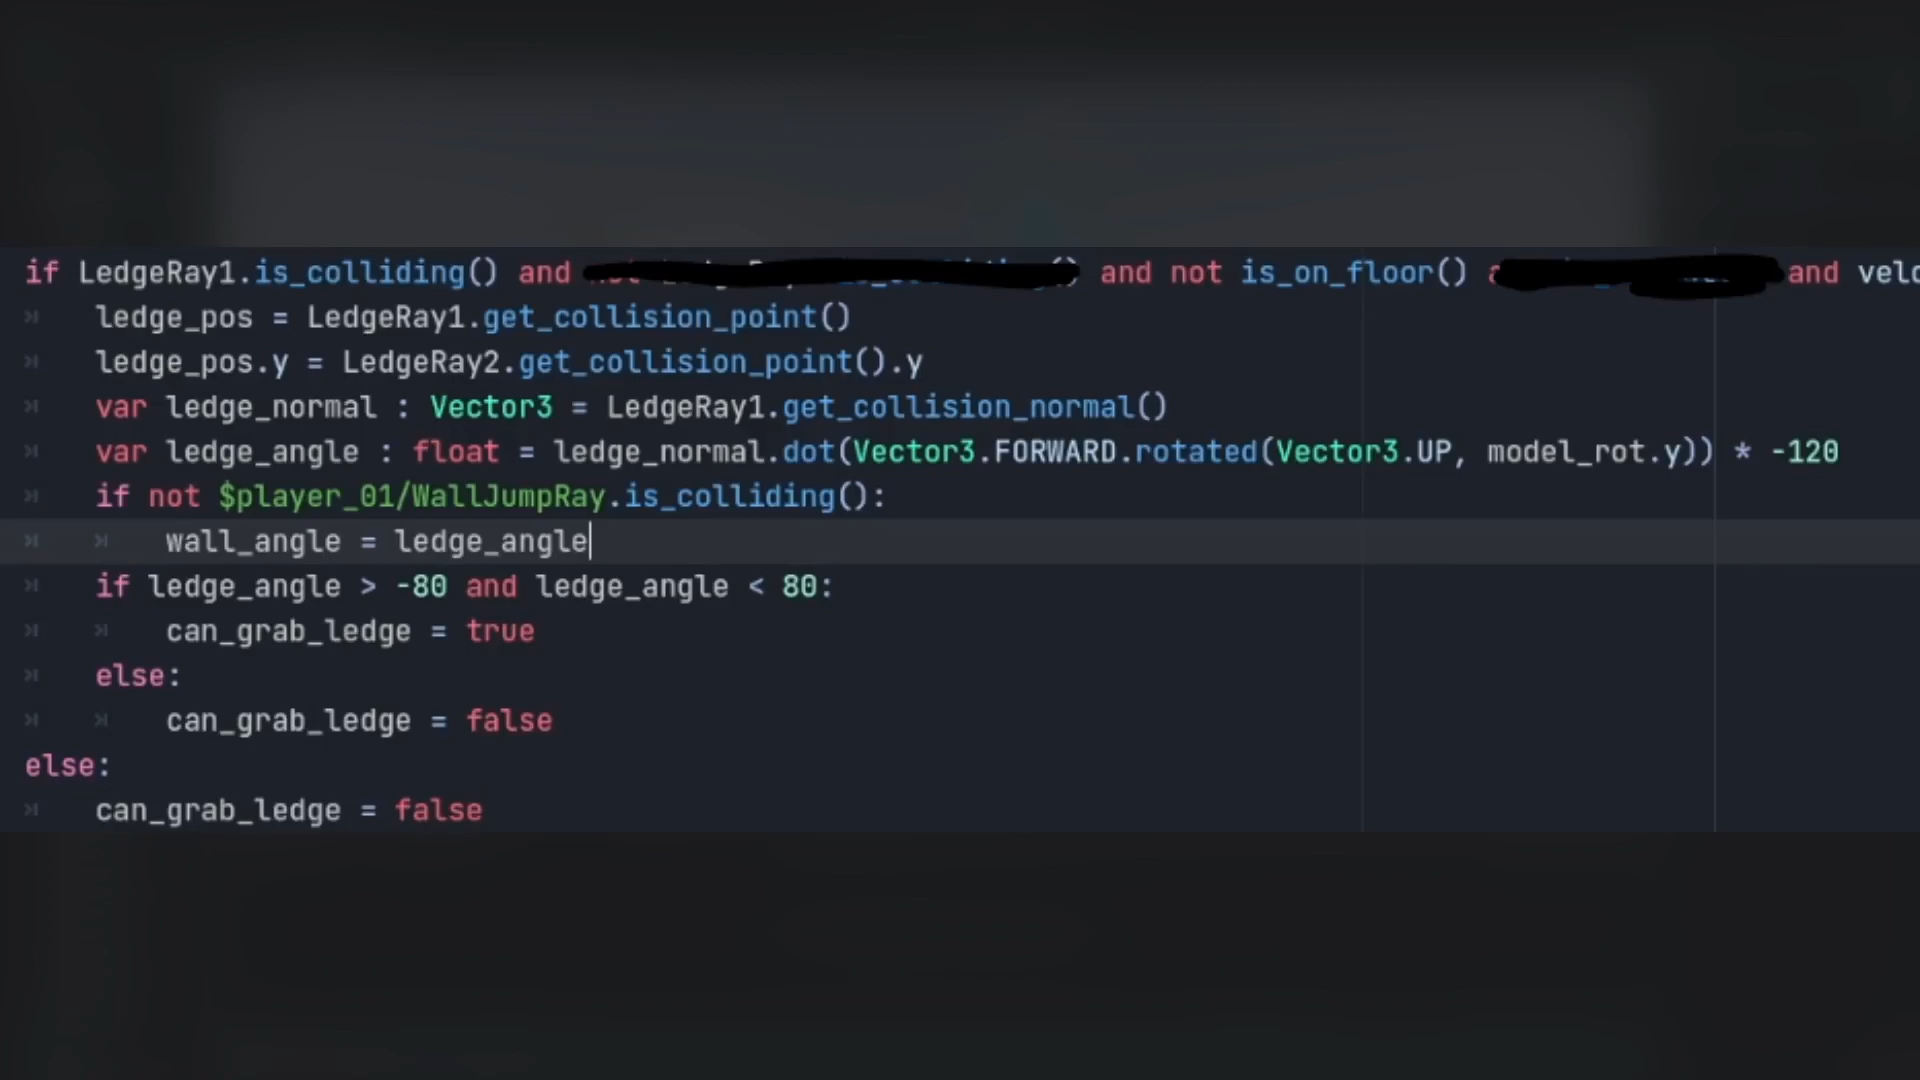 if LedgeRay1.is_colliding() and and not is_on_floor() and
ledge_pos = LedgeRay1.get_collision_point()
ledge_pos.y = LedgeRay2.get_collision_point().y
var ledge_normal : Vector3 = LedgeRay1.get_collision_normal()
var ledge_angle : float = ledge_normal.dot(Vector3.FORWARD.rotated(Vector3.UP, model_rot.y)) * -120
if not $player_01/WallJumpRay.is_colliding():
wall_angle = ledge_angle
if ledge_angle > -80 and ledge_angle < 80:
can_grab_ledge = true
else:
can_grab_ledge = false
else:
can_grab_ledge = false